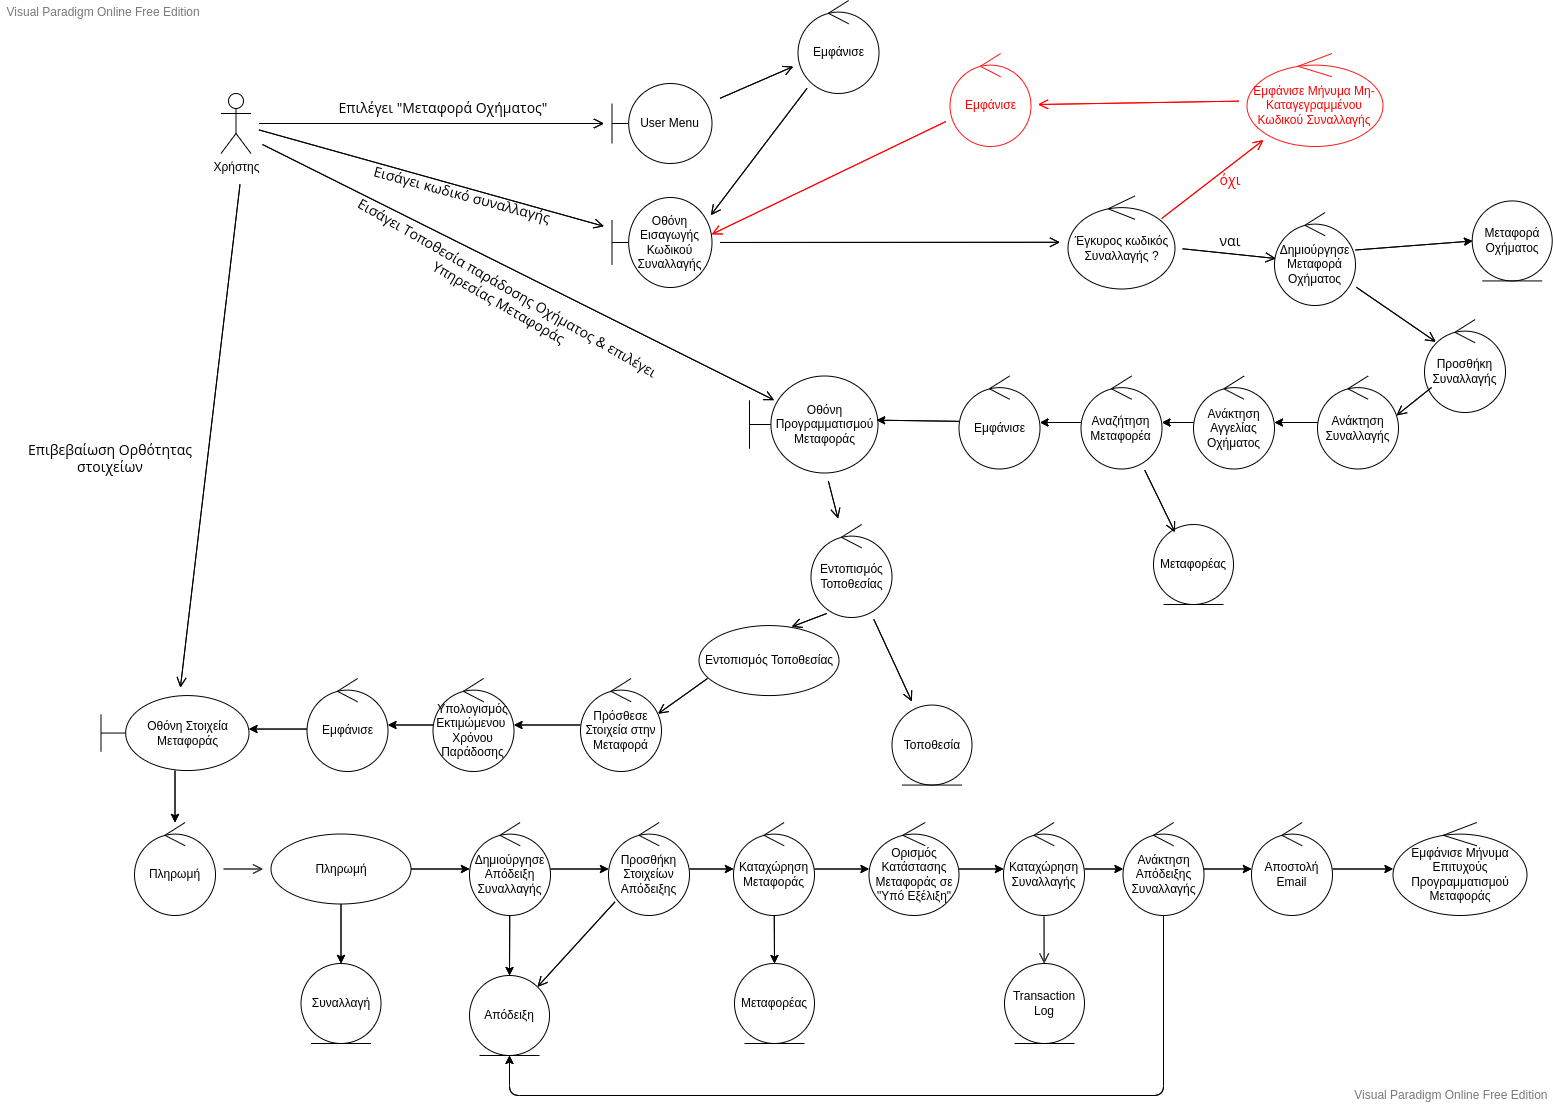 Visual Paradigm Online Free Edition
Εμφάνισε
Επιλέγει "Μεταφορά Οχήματος"
User Menu
Εμφάνισε
Εμφάνισε Μήνυμα Μη-
Καταγεγραμμένου
Κωδικού Συναλλαγής
Χρήστης
Εισάγει κωδικό συναλλαγής
όχι
Εισάγει Τοποθεσία παράδοσης Οχήματος & επιλέγει
Υπηρεσίας Μεταφοράς
Οθόνη
Εισαγωγής
Κωδικού
Συναλλαγής
Έγκυρος κωδικός
Συναλλαγής ?
ναι
Δημιούργησε
Μεταφορά
Οχήματος
Μεταφορά
Οχήματος
Προσθήκη
Συναλλαγής
Οθόνη
Προγραμματισμού
Μεταφοράς
Εμφάνισε
Αναζήτηση
Μεταφορέα
Ανάκτηση
Αγγελίας
Οχήματος
Ανάκτηση
Συναλλαγής
Επιβεβαίωση Ορθότητας
στοιχείων
Εντοπισμός
Τοποθεσίας
Μεταφορέας
Εντοπισμός Τοποθεσίας
Οθόνη Στοιχεία
Μεταφοράς
Εμφάνισε
Υπολογισμός
Εκτιμώμενου
Χρόνου
Παράδοσης
Πρόσθεσε
Στοιχεία στην
Μεταφορά
Τοποθεσία
Πληρωμή
Πληρωμή
Δημιούργησε
Απόδειξη
Συναλλαγής
Προσθήκη
Στοιχείων
Απόδειξης
Καταχώρηση
Μεταφοράς
Ορισμός
Κατάστασης
Μεταφοράς σε
"Υπό Εξέλιξη"
Καταχώρηση
Συναλλαγής
Ανάκτηση
Απόδειξης
Συναλλαγής
Αποστολή
Email
Εμφάνισε Μήνυμα
Επιτυχούς
Προγραμματισμού
Μεταφοράς
Συναλλαγή
Απόδειξη
Μεταφορέας
Transaction
Log
Visual Paradigm Online Free Edition